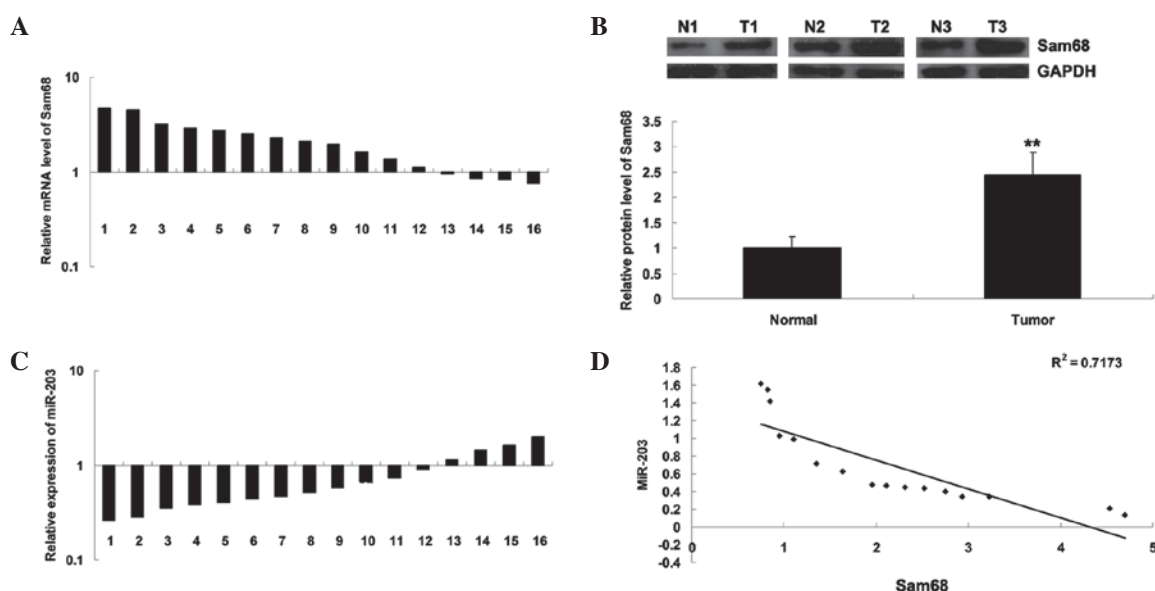 A
Relative mRNA level of Sam68
10
1
0.1
1 2 3 4 5 6 7 8 9 10 11 12 13 14 15 16
B
N1 T1 N2 T2 N3 T3
Sam68
GAPDH
Relative protein level of Sam68
3.5
3
2.5
2
1.5
1
0.5
0
**
Normal Tumor
C
Relative expression of miR-203
10
1
0.1
1 2 3 4 5 6 7 8 9 10 11 12 13 14 15 16
D
R² = 0.7173
MiR-203
1.8
1.6
1.4
1.2
1
0.8
0.6
0.4
0.2
0
-0.2
-0.4
0 1 2 3 4 5
Sam68